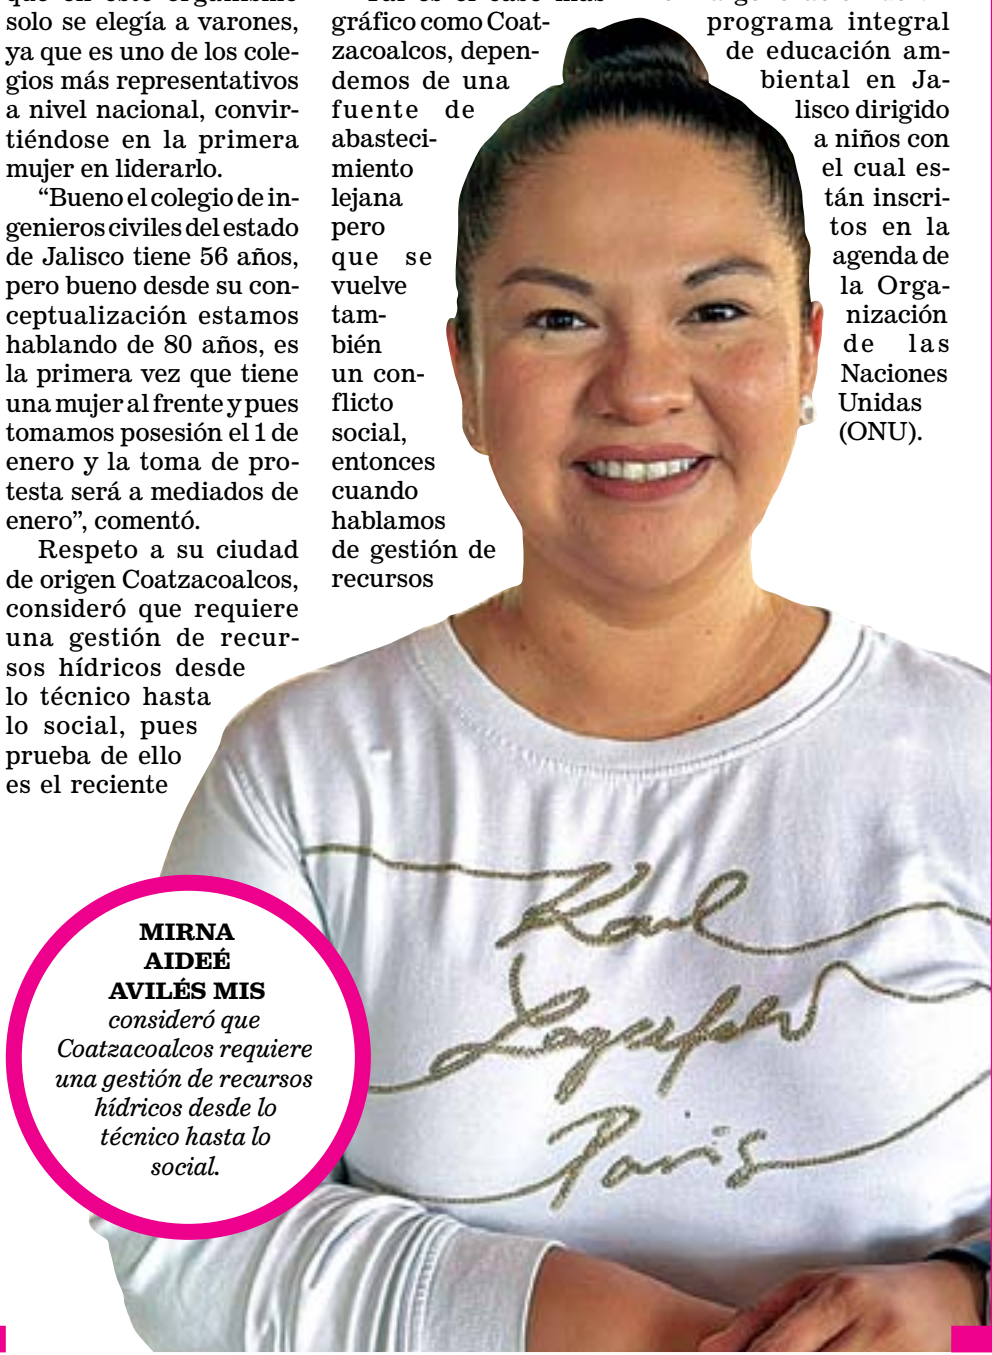 solo se elegía a varones,
ya que es uno de los cole-
gios más representativos
a nivel nacional, convir-
tiéndose en la primera
mujer en liderarlo.
“Bueno el colegio de in-
genieros civiles del estado
de Jalisco tiene 56 años,
pero bueno desde su con-
ceptualización estamos
hablando de 80 años, es
la primera vez que tiene
una mujer al frente y pues
tomamos posesión el 1 de
enero y la toma de pro-
testa será a mediados de
enero”, comentó.
Respeto a su ciudad
de origen Coatzacoalcos,
consideró que requiere
una gestión de recur-
sos hídricos desde
lo técnico hasta
lo social, pues
prueba de ello
es el reciente
gráfico como Coat-
zacoalcos, depen-
demos de una
fuente de
abasteci-
miento
lejana
pero
que se
vuelve
tam-
bién
un con-
flicto
social,
entonces
cuando
hablamos
de gestión de
recursos
programa integral
de educación am-
biental en Ja-
lisco dirigido
a niños con
el cual es-
tán inscri-
tos en la
agenda de
la Orga-
nización
de las
Naciones
Unidas
(ONU).
MIRNA
AIDEÉ
AVILÉS MIS
consideró que
Coatzacoalcos requiere
una gestión de recursos
hídricos desde lo
técnico hasta lo
social.
Karl
Lagerfeld
Paris